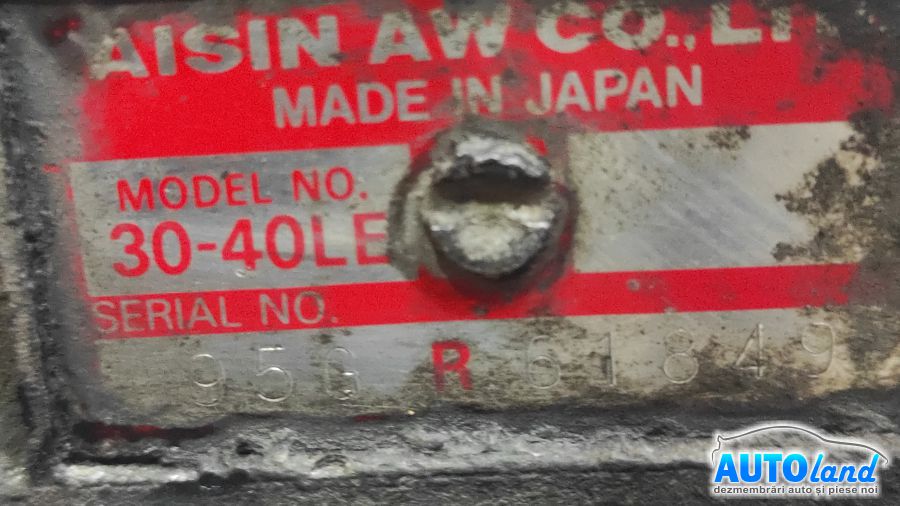 AISIN AW CO., LT
MADE IN JAPAN
MODEL NO.
30-40LE
SERIAL NO.
95G R 61849
AUTOland
dezmembrări auto și piese noi